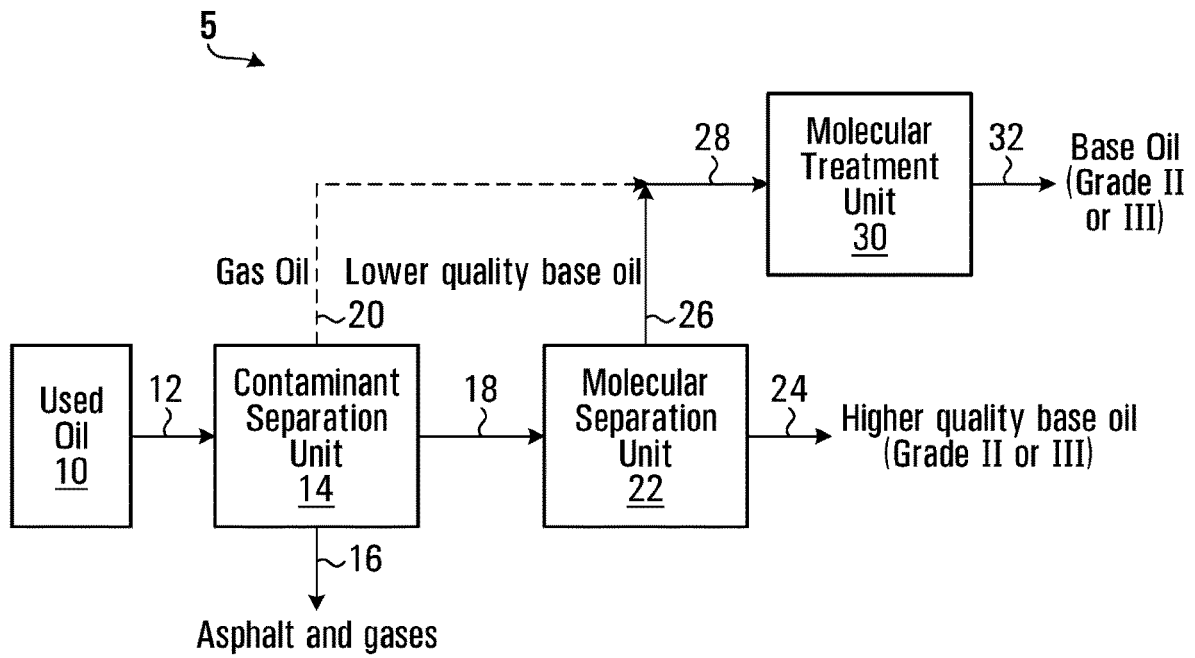 5
28
Molecular
Treatment
Unit
30
32
Base Oil
(Grade II
or III)
Gas Oil
Lower quality base oil
20
26
Used
Oil
10
12
Contaminant
Separation
Unit
14
18
Molecular
Separation
Unit
22
24
Higher quality base oil
(Grade II or III)
16
Asphalt and gases